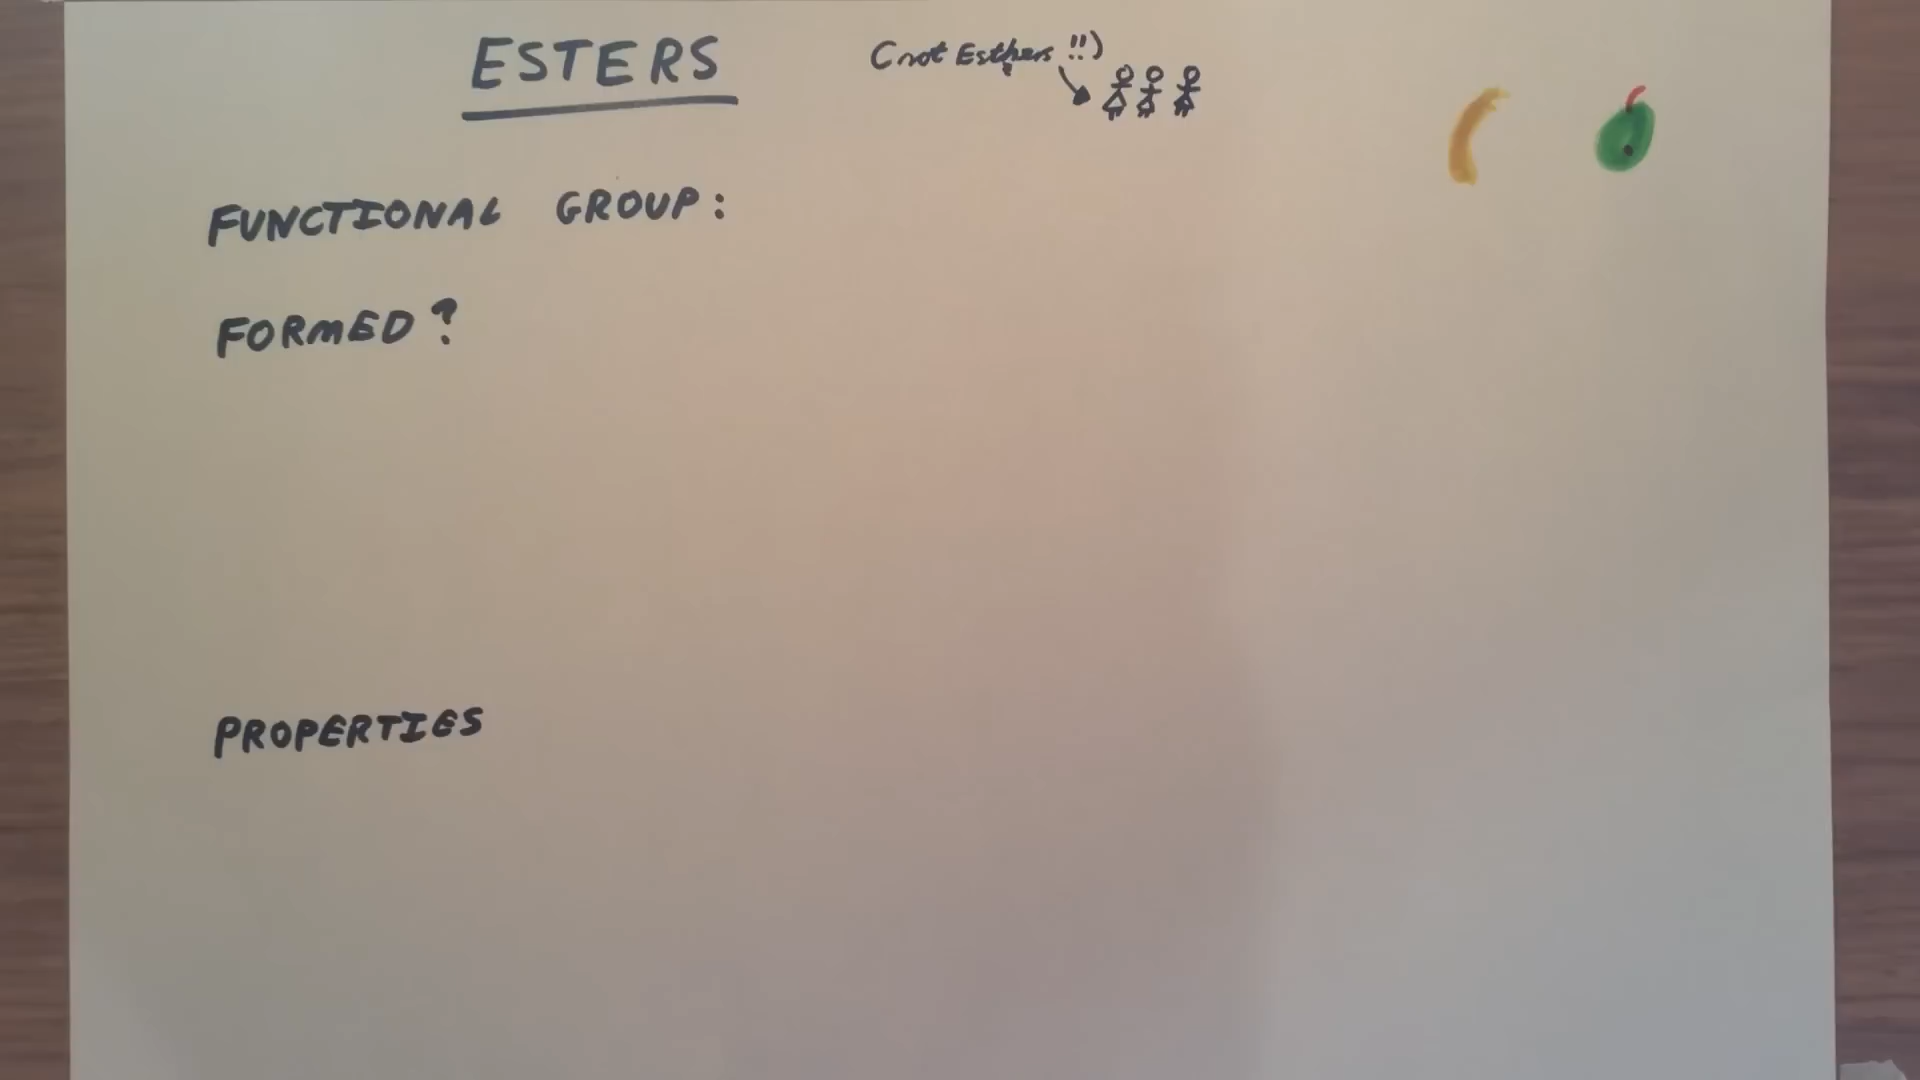 ESTERS
(not Esthers !!)
FUNCTIONAL GROUP:
FORMED?
PROPERTIES